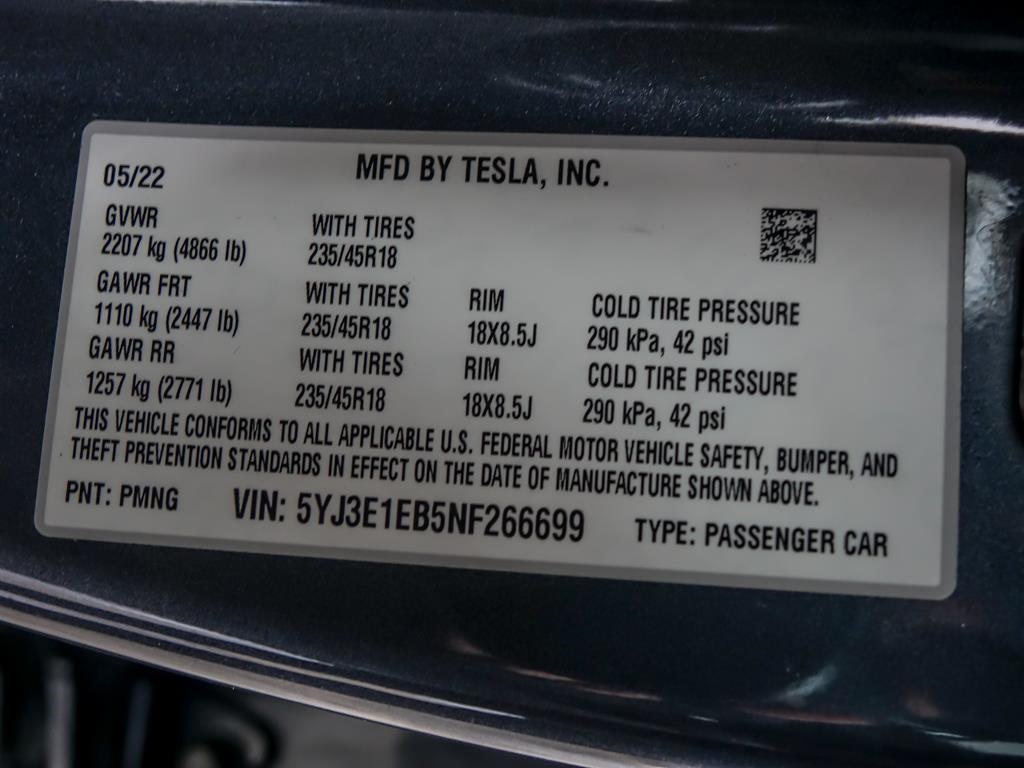 05/22 MFD BY TESLA, INC.
GVWR WITH TIRES
2207 kg (4866 lb) 235/45R18
GAWR FRT WITH TIRES RIM COLD TIRE PRESSURE
1110 kg (2447 lb) 235/45R18 18X8.5J 290 kPa, 42 psi
GAWR RR WITH TIRES RIM COLD TIRE PRESSURE
1257 kg (2771 lb) 235/45R18 18X8.5J 290 kPa, 42 psi
THIS VEHICLE CONFORMS TO ALL APPLICABLE U.S. FEDERAL MOTOR VEHICLE SAFETY, BUMPER, AND
THEFT PREVENTION STANDARDS IN EFFECT ON THE DATE OF MANUFACTURE SHOWN ABOVE.
PNT: PMNG VIN: 5YJ3E1EB5NF266699 TYPE: PASSENGER CAR